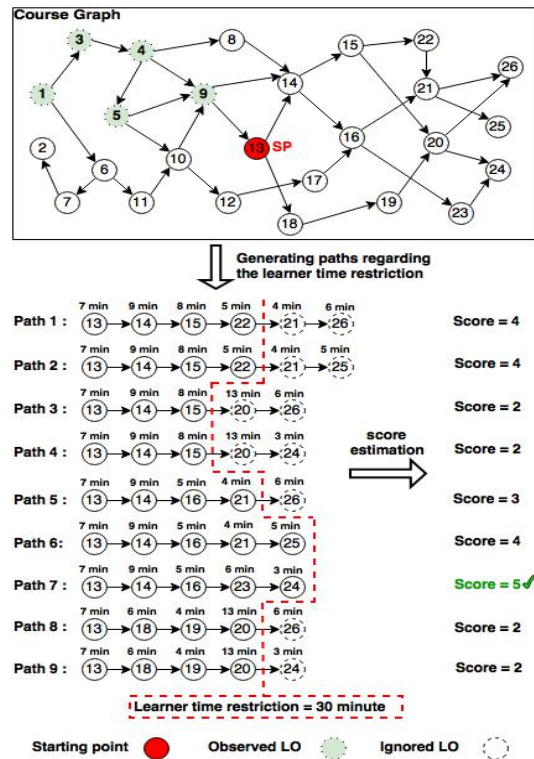 Course Graph
3
8
4
15
22
1
9
14
21
26
5
2
13 SP
16
20
25
10
6
17
24
7
11
12
18
19
23
Generating paths regarding
the learner time restriction
7 min 9 min 8 min 5 min 4 min 6 min
Path 1 : 13 14 15 22 21 26 Score = 4
7 min 9 min 8 min 5 min 4 min 5 min
Path 2 : 13 14 15 22 21 25 Score = 4
7 min 9 min 8 min 13 min 6 min
Path 3 : 13 14 15 20 26 Score = 2
7 min 9 min 8 min 13 min 3 min
Path 4 : 13 14 15 20 24 Score = 2
score
estimation
7 min 9 min 5 min 4 min 6 min
Path 5 : 13 14 16 21 26 Score = 3
7 min 9 min 5 min 4 min 5 min
Path 6: 13 14 16 21 25 Score = 4
7 min 9 min 5 min 6 min 3 min
Path 7 : 13 14 16 23 24 Score = 5
7 min 6 min 4 min 13 min 6 min
Path 8 : 13 18 19 20 26 Score = 2
7 min 6 min 4 min 13 min 3 min
Path 9 : 13 18 19 20 24 Score = 2
Learner time restriction = 30 minute
Starting point Observed LO Ignored LO